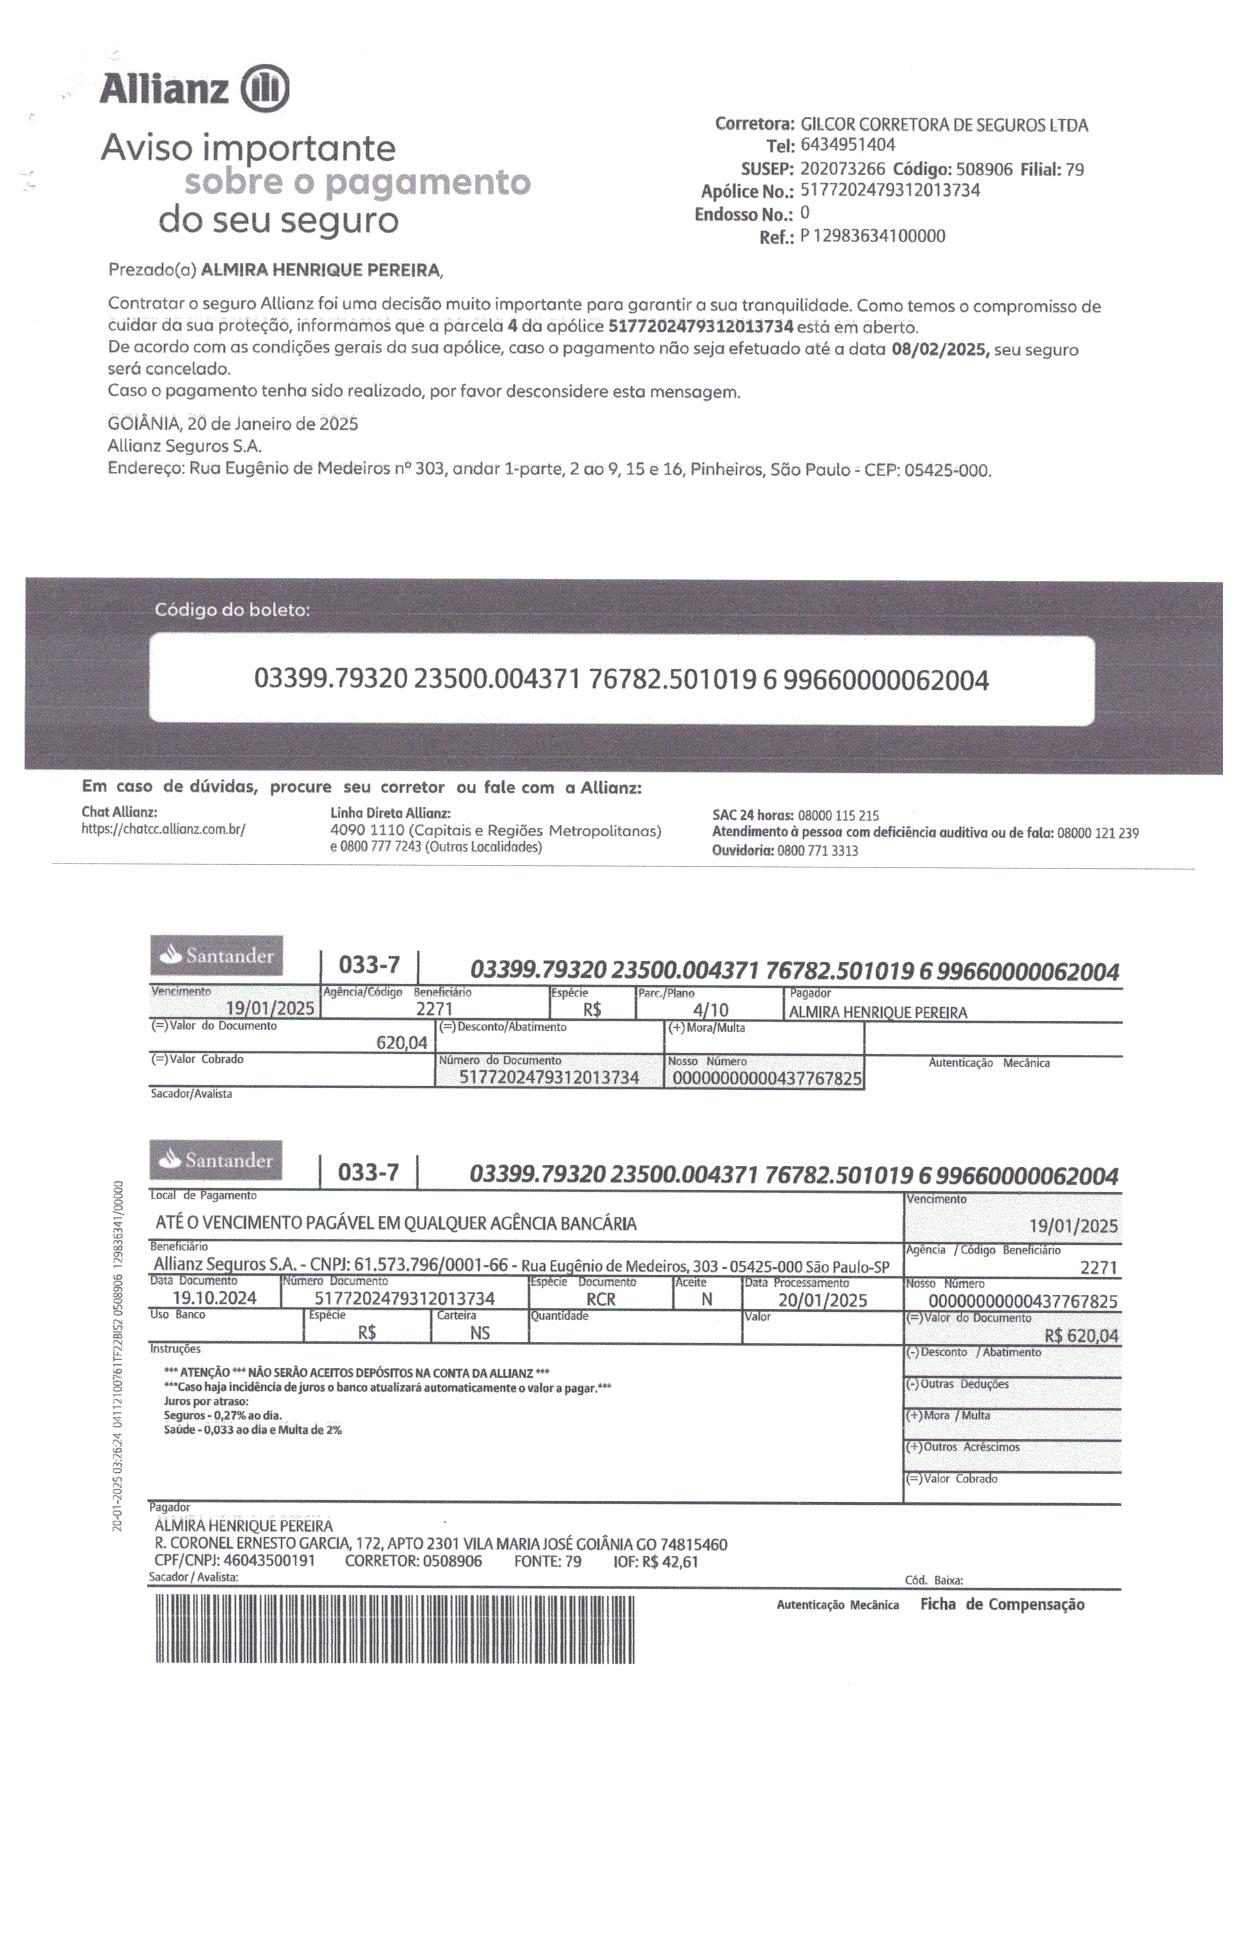 Allianz
Aviso importante
sobre o pagamento
do seu seguro
Corretora: GILCOR CORRETORA DE SEGUROS LTDA
Tel: 6434951404
SUSEP: 202073266 Código: 508906 Filial: 79
Apólice No.: 5177202479312013734
Endosso No.: 0
Ref.: P 12983634100000
Prezado(a) ALMIRA HENRIQUE PEREIRA,
Contratar o seguro Allianz foi uma decisão muito importante para garantir a sua tranquilidade. Como temos o compromisso de
cuidar da sua proteção, informamos que a parcela 4 da apólice 5177202479312013734 está em aberto.
De acordo com as condições gerais da sua apólice, caso o pagamento não seja efetuado até a data 08/02/2025, seu seguro
será cancelado.
Caso o pagamento tenha sido realizado, por favor desconsidere esta mensagem.
GOIÂNIA, 20 de Janeiro de 2025
Allianz Seguros S.A.
Endereço: Rua Eugênio de Medeiros nº 303, andar 1-parte, 2 ao 9, 15 e 16, Pinheiros, São Paulo - CEP: 05425-000.
Código do boleto:
03399.79320 23500.004371 76782.501019 6 99660000062004
Em caso de dúvidas, procure seu corretor ou fale com a Allianz:
Chat Allianz:
https://chatcc.allianz.com.br/
Linha Direta Allianz:
4090 1110 (Capitais e Regiões Metropolitanas)
e 0800 777 7243 (Outras Localidades)
SAC 24 horas: 08000 115 215
Atendimento à pessoa com deficiência auditiva ou de fala: 08000 121 239
Ouvidoria: 0800 771 3313
Santander 033-7 03399.79320 23500.004371 76782.501019 6 99660000062004
Vencimento Agência/Código Beneficiário Espécie Parc./Plano Pagador
19/01/2025 2271 R$ 4/10 ALMIRA HENRIQUE PEREIRA
(=)Valor do Documento (=)Desconto/Abatimento (+)Mora/Multa
620,04
(=)Valor Cobrado Número do Documento Nosso Número Autenticação Mecânica
5177202479312013734 00000000000437767825
Sacador/Avalista
Santander 033-7 03399.79320 23500.004371 76782.501019 6 99660000062004
Local de Pagamento Vencimento
ATÉ O VENCIMENTO PAGÁVEL EM QUALQUER AGÊNCIA BANCÁRIA 19/01/2025
Beneficiário Agência /Código Beneficiário
Allianz Seguros S.A. - CNPJ: 61.573.796/0001-66 - Rua Eugênio de Medeiros, 303 - 05425-000 São Paulo-SP 2271
Data Documento Número Documento Espécie Documento Aceite Data Processamento Nosso Número
19.10.2024 5177202479312013734 RCR N 20/01/2025 00000000000437767825
Uso Banco Espécie Carteira Quantidade Valor (=)Valor do Documento
R$ NS R$ 620,04
Instruções (-)Desconto /Abatimento
*** ATENÇÃO *** NÃO SERÃO ACEITOS DEPÓSITOS NA CONTA DA ALLIANZ ***
***Caso haja incidência de juros o banco atualizará automaticamente o valor a pagar.***
Juros por atraso:
Seguros - 0,27% ao dia.
Saúde - 0,033 ao dia e Multa de 2%
(-)Outras Deduções
(+)Mora /Multa
(+)Outros Acréscimos
(=)Valor Cobrado
Pagador
ALMIRA HENRIQUE PEREIRA
R. CORONEL ERNESTO GARCIA, 172, APTO 2301 VILA MARIA JOSÉ GOIÂNIA GO 74815460
CPF/CNPJ: 46043500191 CORRETOR: 0508906 FONTE: 79 IOF: R$ 42,61
Sacador/Avalista: Cód. Baixa:
Autenticação Mecânica Ficha de Compensação
20-01-2025 03:26:24